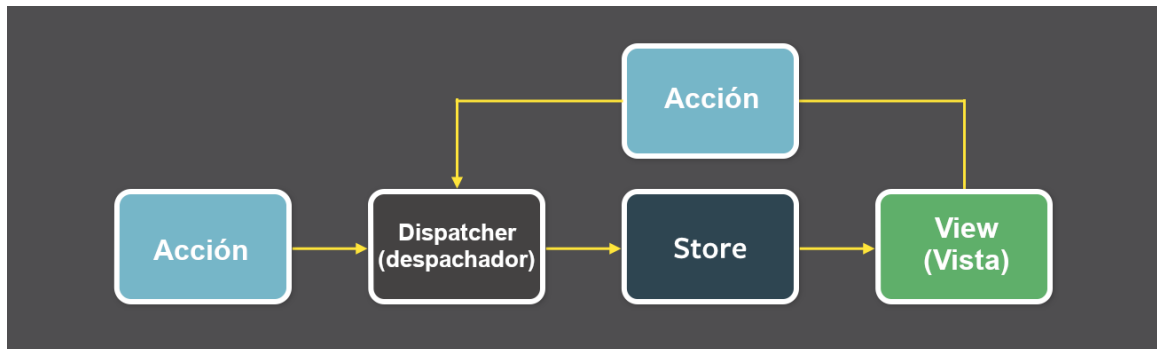 Acción
Acción
Dispatcher
(despachador)
Store
View
(Vista)